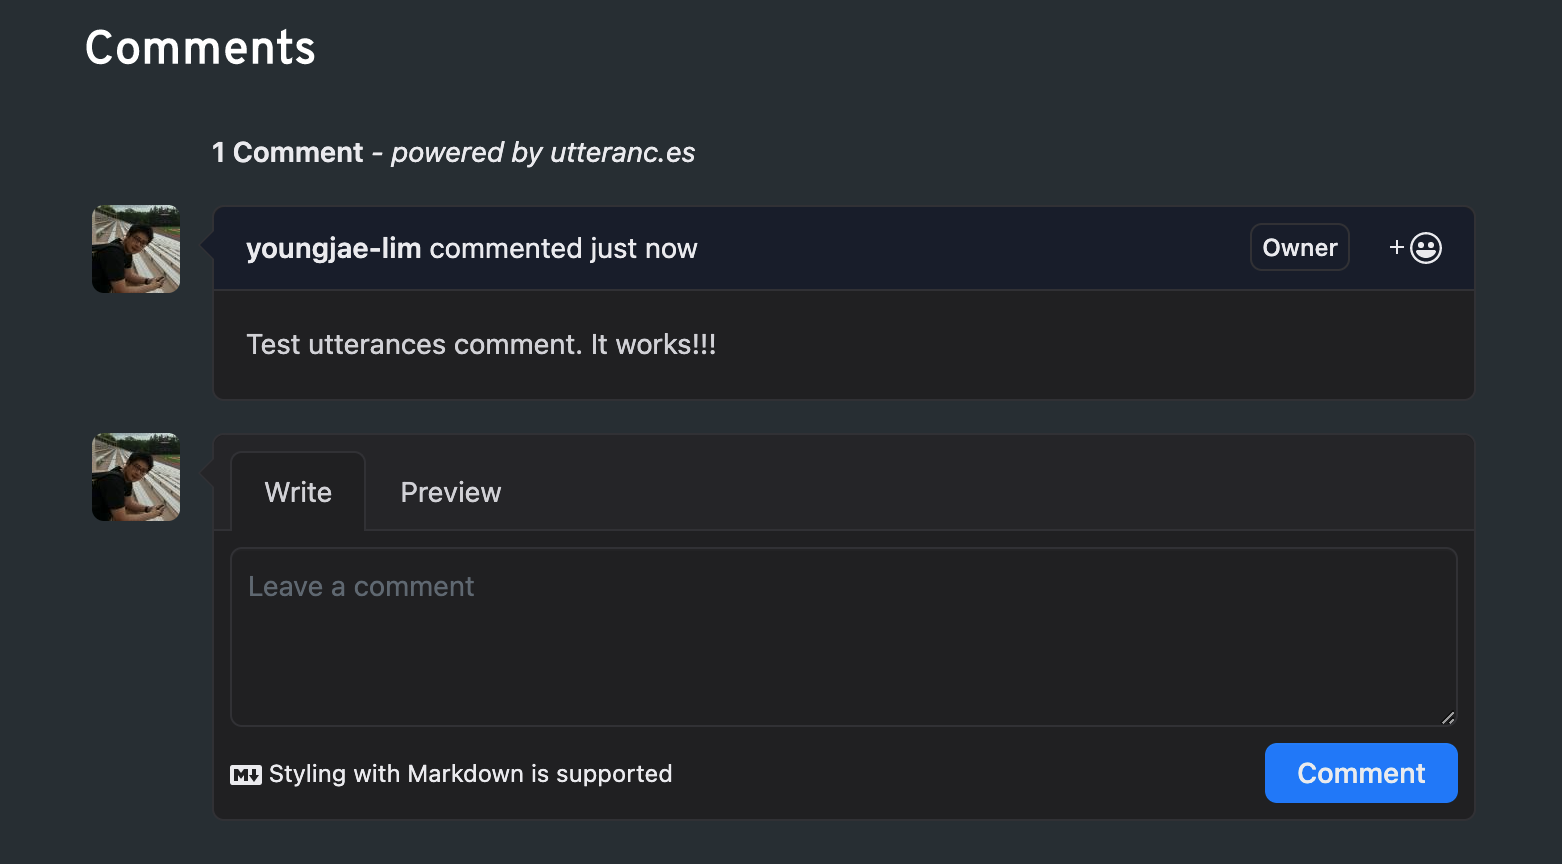 Comments
1 Comment - powered by utteranc.es
youngjae-lim commented just now
Owner
+
Test utterances comment. It works!!!
Write
Preview
Leave a comment
M Styling with Markdown is supported
Comment